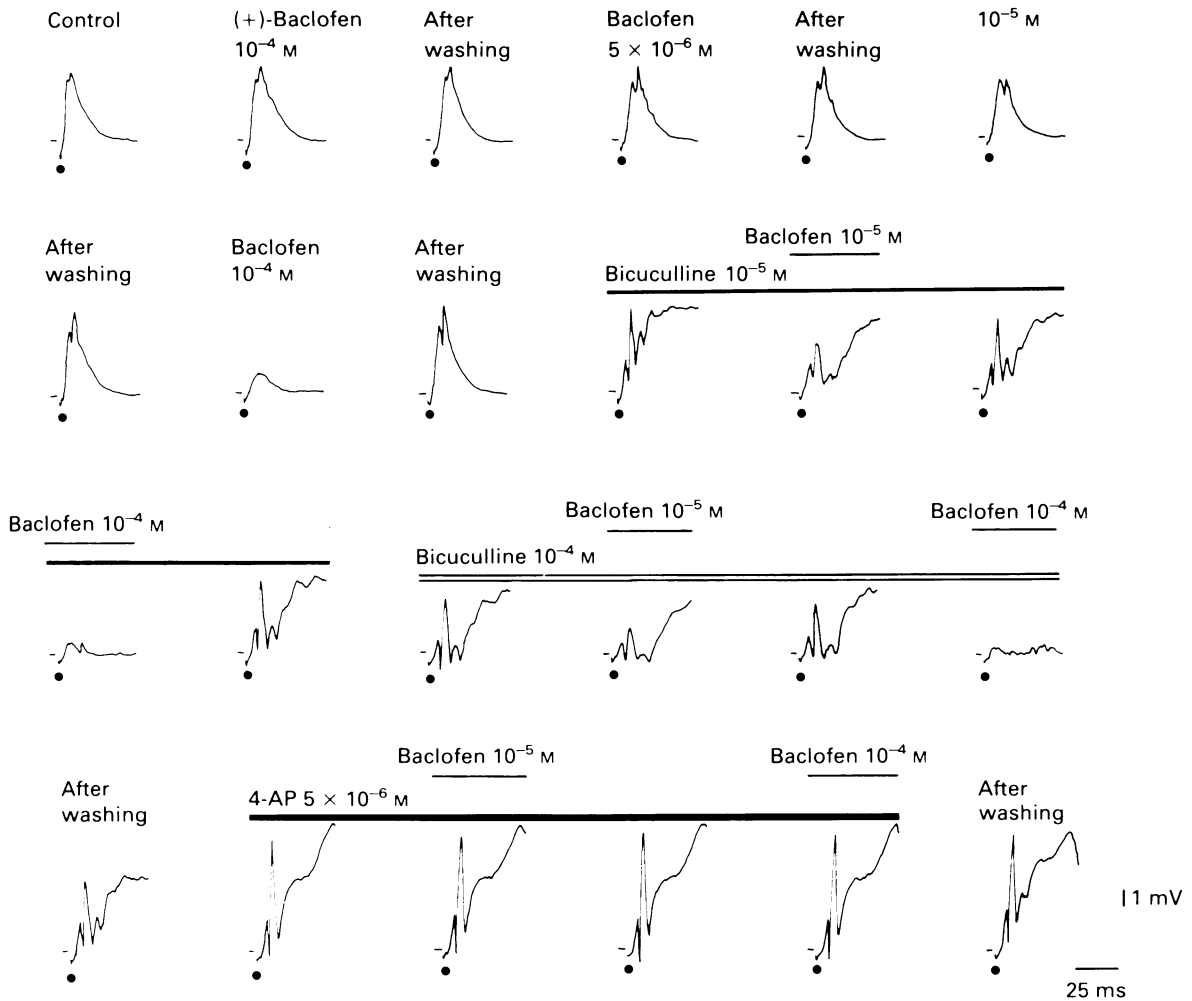 Control
(+)-Baclofen
10⁻⁴ M
After
washing
Baclofen
5 × 10⁻⁶ M
After
washing
10⁻⁵ M
After
washing
Baclofen
10⁻⁴ M
After
washing
Baclofen 10⁻⁵ M
Bicuculline 10⁻⁵ M
Baclofen 10⁻⁴ M
Bicuculline 10⁻⁴ M
Baclofen 10⁻⁵ M
Baclofen 10⁻⁴ M
After
washing
4-AP 5 × 10⁻⁶ M
Baclofen 10⁻⁵ M
Baclofen 10⁻⁴ M
After
washing
1 mV
25 ms